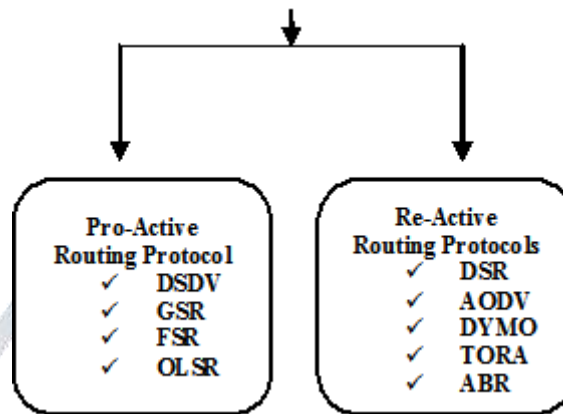 Pro-Active
Routing Protocol
✓ DSDV
✓ GSR
✓ FSR
✓ OLSR
Re-Active
Routing Protocols
✓ DSR
✓ AODV
✓ DYMO
✓ TORA
✓ ABR